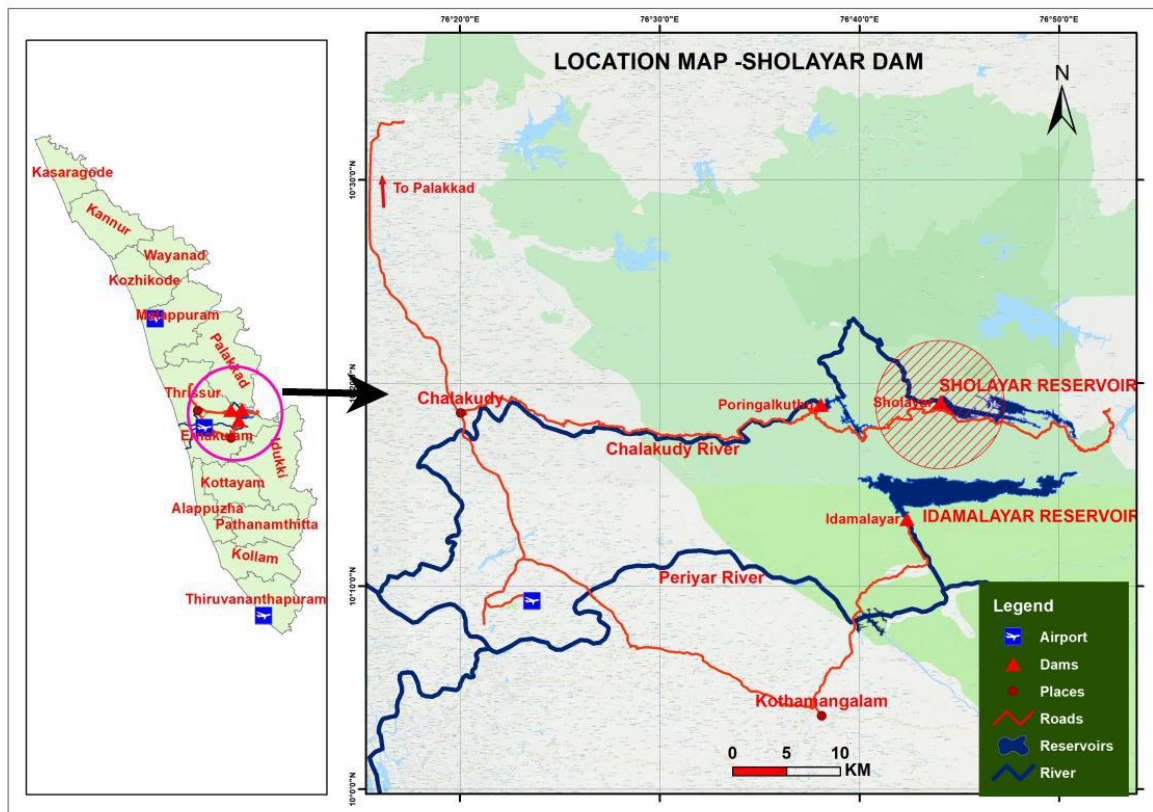 76°20'0"E 76°30'0"E 76°40'0"E 76°50'0"E
LOCATION MAP -SHOLAYAR DAM
N
Kasaragode
Kannur
Wayanad
Kozhikode
Malappuram
Palakkad
Thrissur
Ernakulam
Idukki
Kottayam
Alappuzha
Pathanamthitta
Kollam
Thiruvananthapuram
To Palakkad
Chalakudy
Poringalkuthu
Sholayar
SHOLAYAR RESERVOIR
Chalakudy River
Idamalayar
IDAMALAYAR RESERVOIR
Periyar River
Kothamangalam
0 5 10
KM
Legend
Airport
Dams
Places
Roads
Reservoirs
River